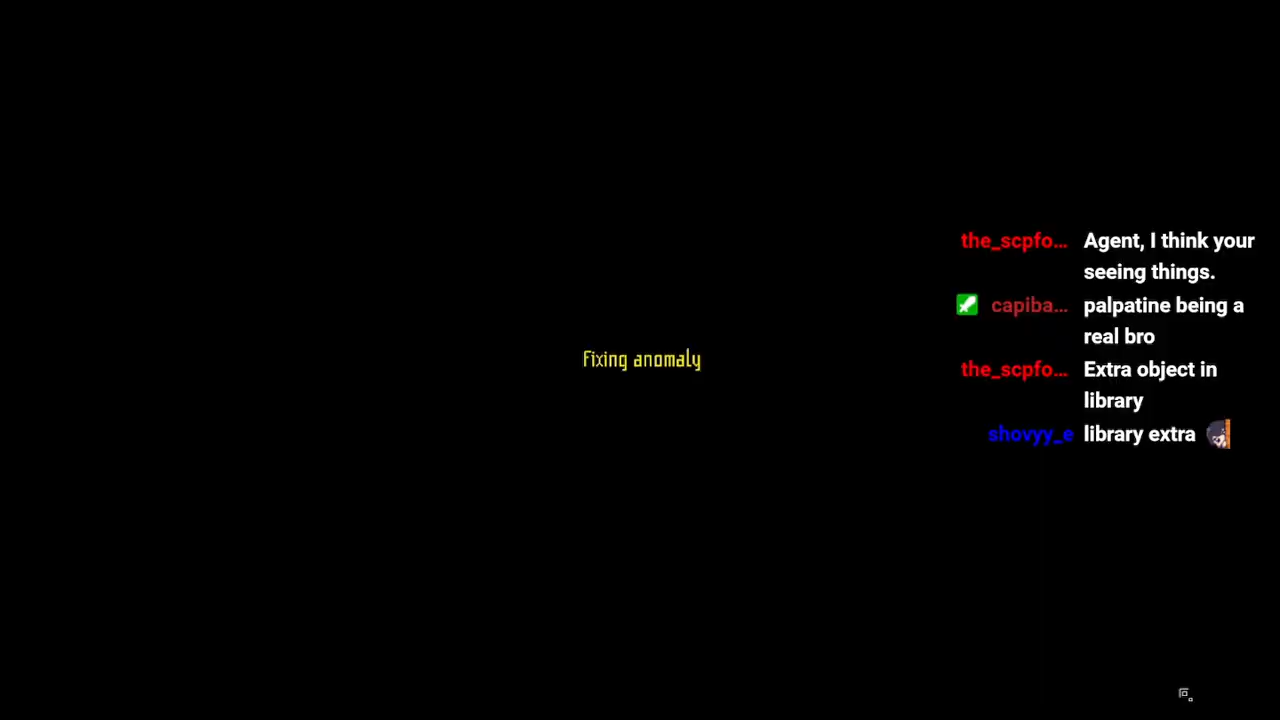 the_scpfo... Agent, I think your
seeing things.
capiba... palpatine being a
real bro
Fixing anomaly
the_scpfo... Extra object in
library
shovyy_e library extra